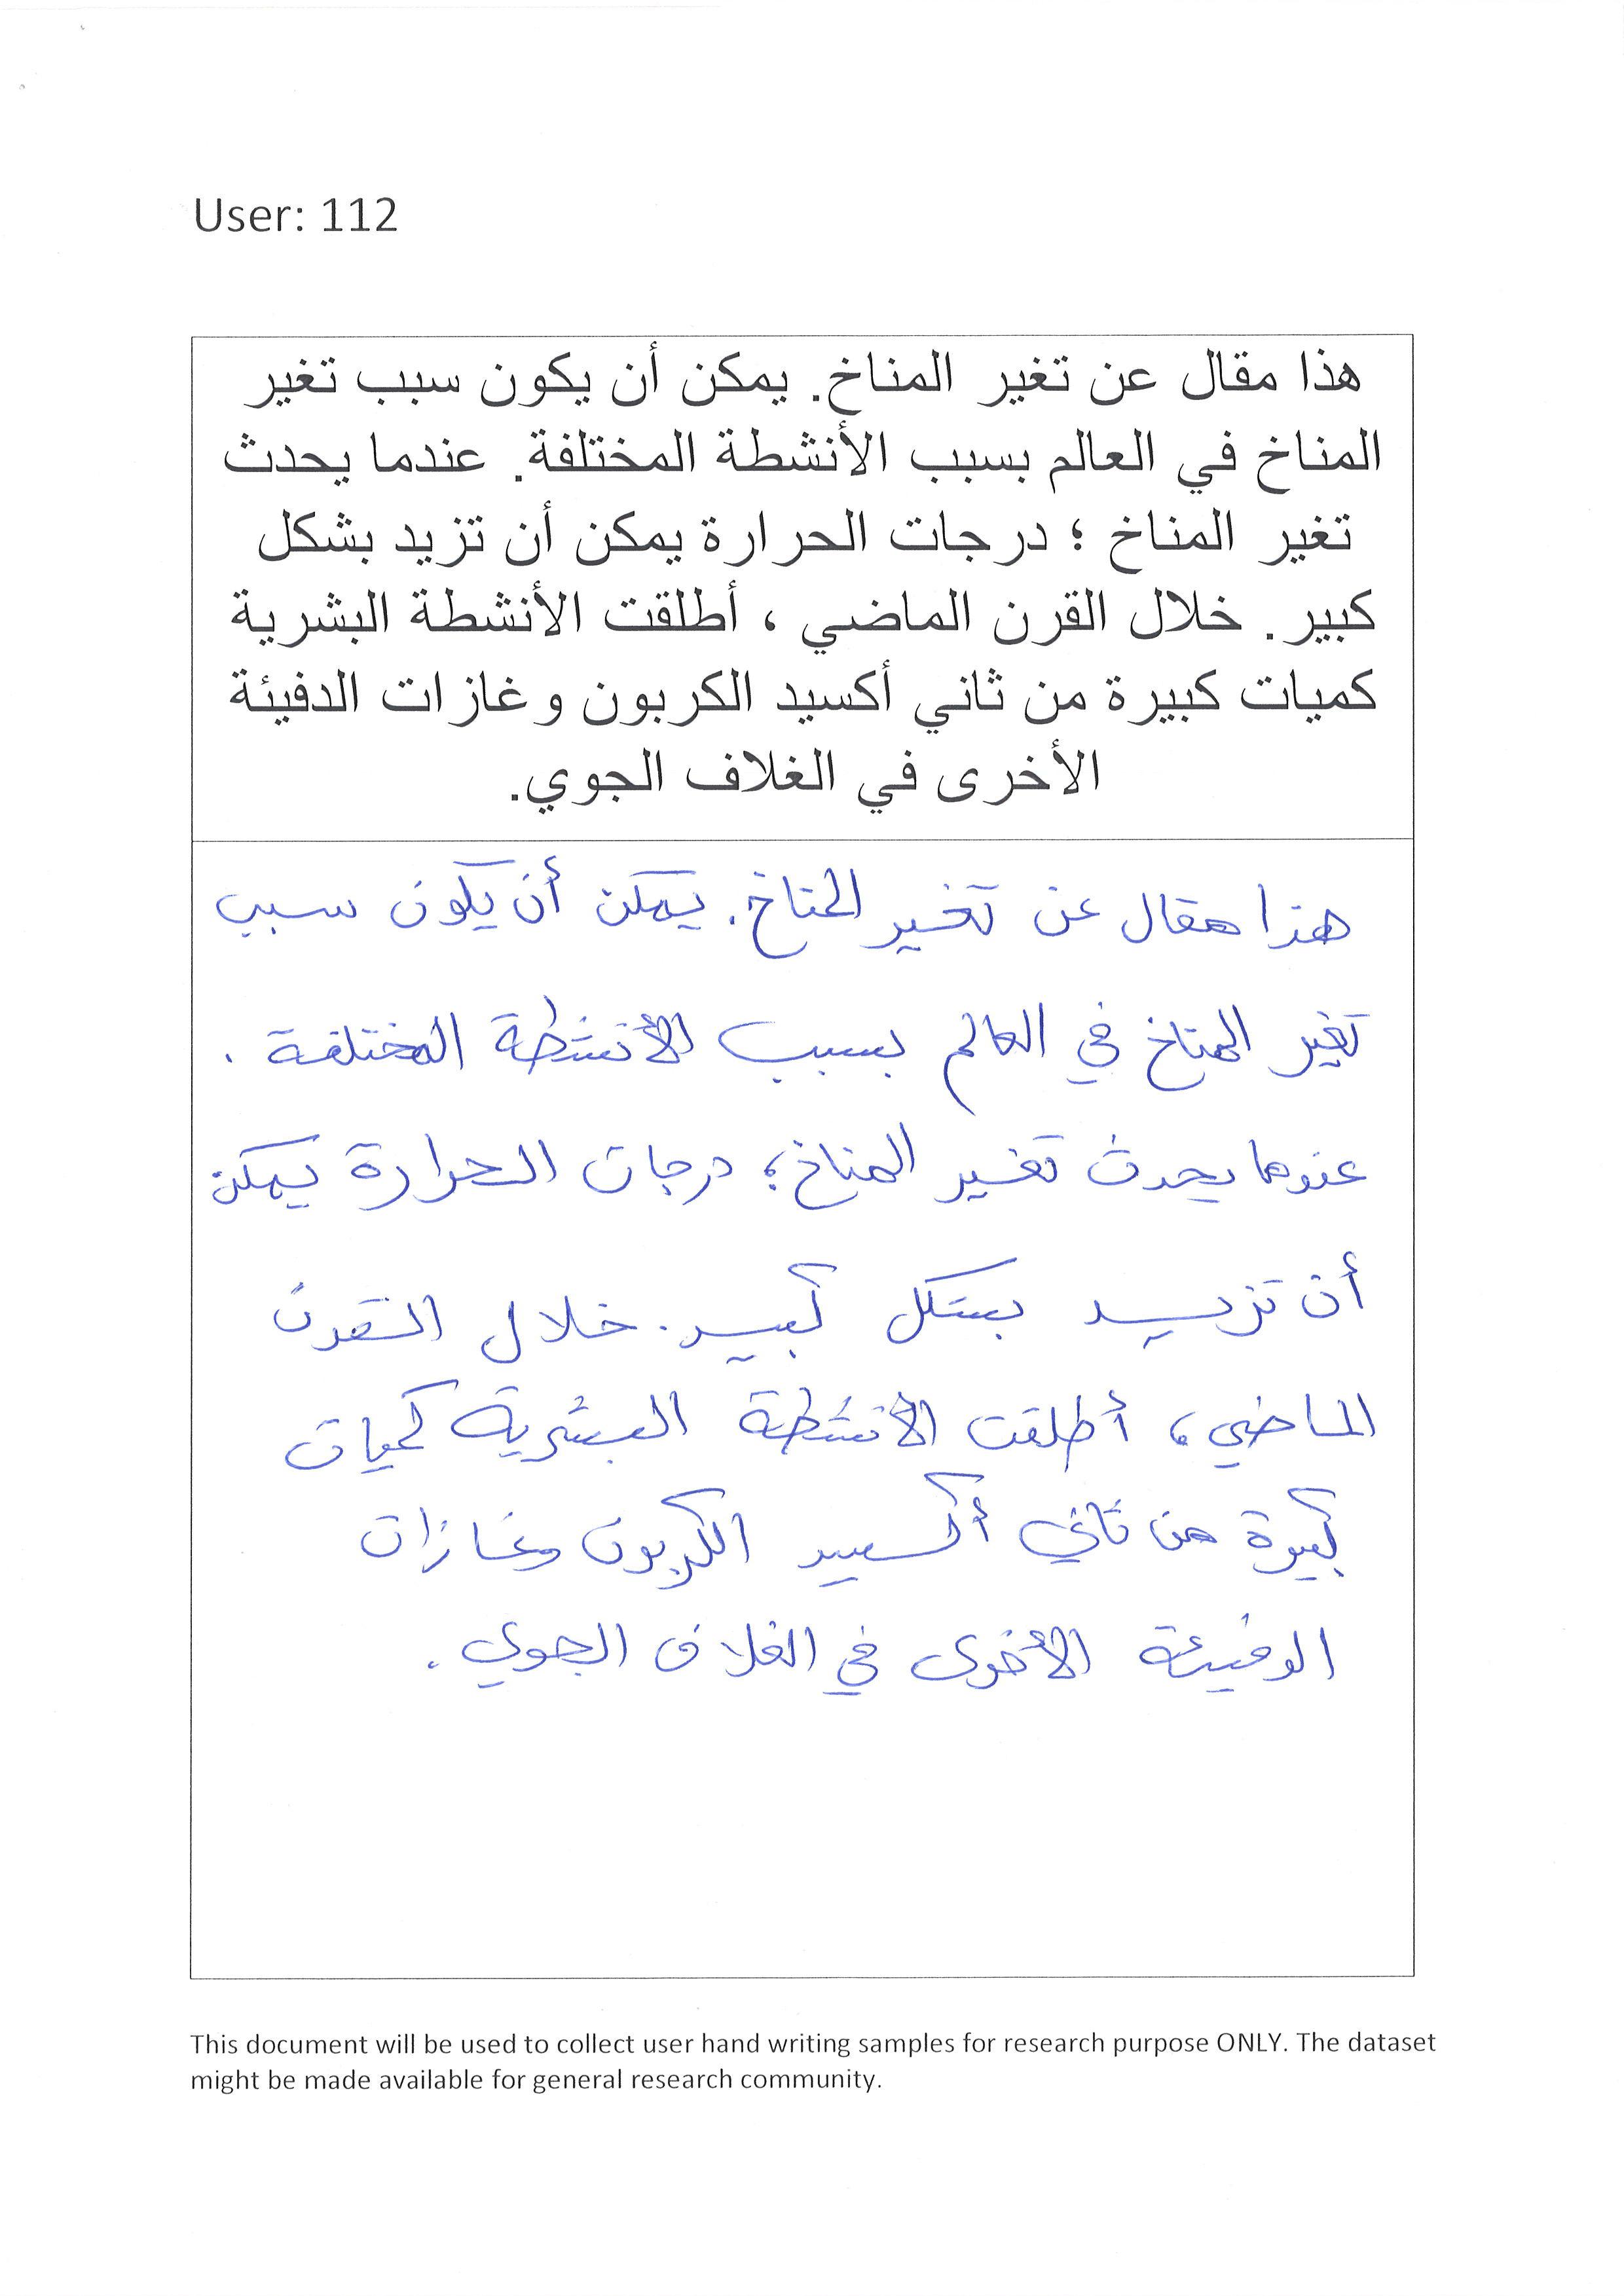 User: 112
هذا مقال عن تغير المناخ. يمكن أن يكون سبب تغير
المناخ في العالم بسبب الأنشطة المختلفة. عندما يحدث
تغير المناخ ؛ درجات الحرارة يمكن أن تزيد بشكل
كبير. خلال القرن الماضي ، أطلقت الأنشطة البشرية
كميات كبيرة من ثاني أكسيد الكربون وغازات الدفيئة
الأخرى في الغلاف الجوي.
هذا مقال عن تغير المناخ. يمكن أن يكون سبب
تغير المناخ في العالم بسبب الأنشطة المختلفة .
عندما يحدث تغير المناخ؛ درجات الحرارة يمكن
أن تزيد بشكل كبير. خلال القرن
الماضي، أطلقت الأنشطة البشرية كميات
كبيرة من ثاني أكسيد الكربون وغازات
الدفيئة الأخرى في الغلاف الجوي.
This document will be used to collect user hand writing samples for research purpose ONLY. The dataset
might be made available for general research community.